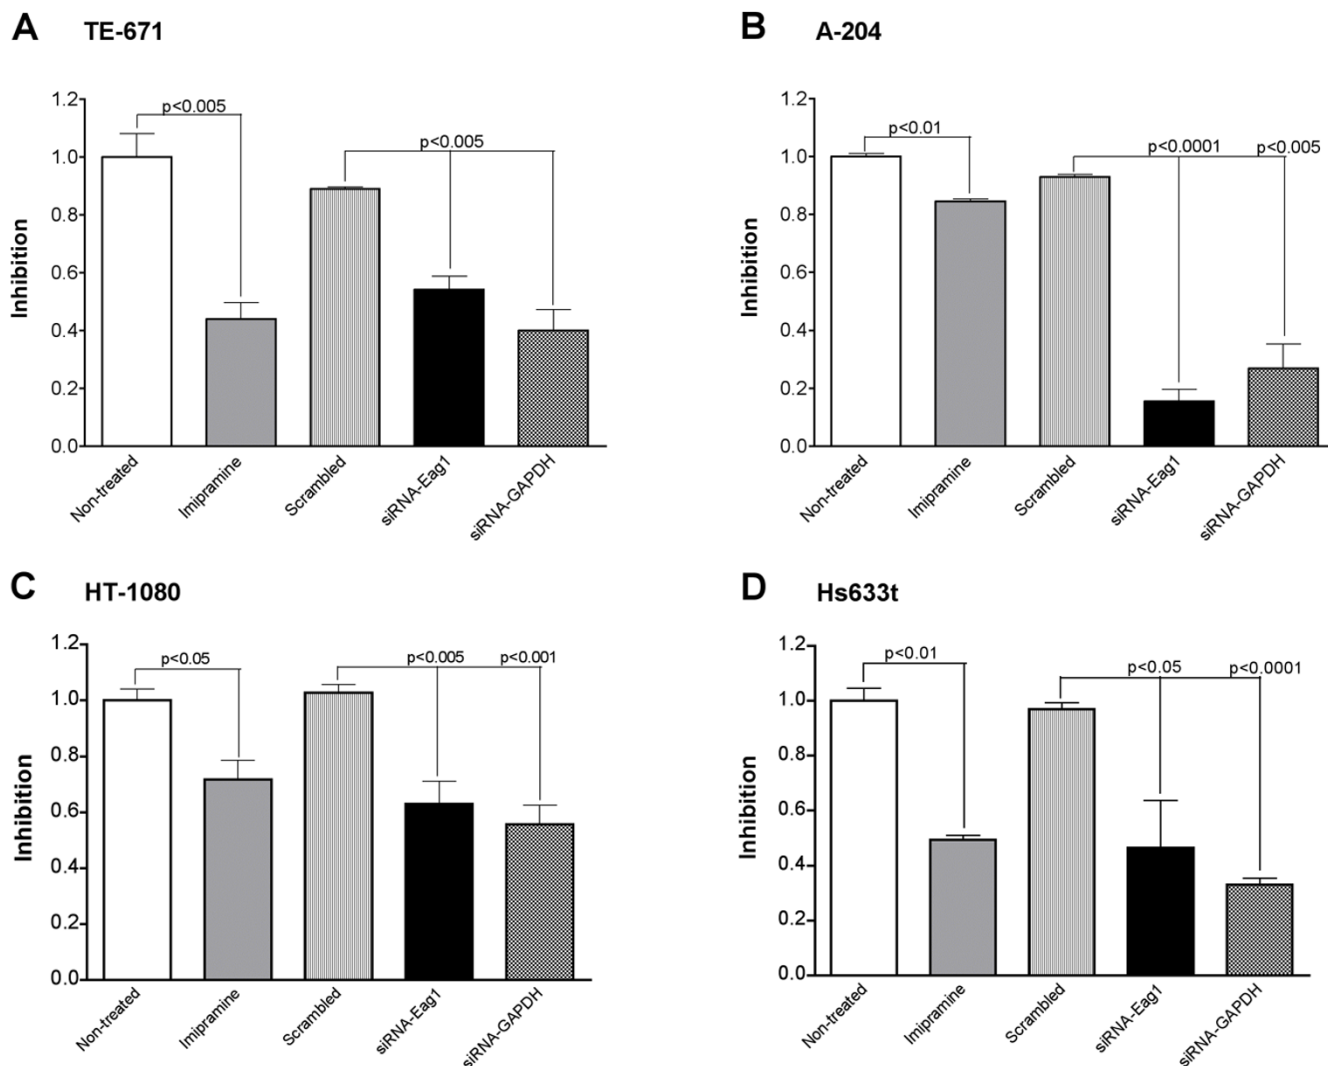 A TE-671
1.2
1.0
0.8
0.6
0.4
0.2
0.0
Inhibition
p<0.005
p<0.005
Non-treated
Imipramine
Scrambled
siRNA-Eag1
siRNA-GAPDH
B A-204
1.2
1.0
0.8
0.6
0.4
0.2
0.0
Inhibition
p<0.01
p<0.0001 p<0.005
Non-treated
Imipramine
Scrambled
siRNA-Eag1
siRNA-GAPDH
C HT-1080
1.2
1.0
0.8
0.6
0.4
0.2
0.0
Inhibition
p<0.05
p<0.005 p<0.001
Non-treated
Imipramine
Scrambled
siRNA-Eag1
siRNA-GAPDH
D Hs633t
1.2
1.0
0.8
0.6
0.4
0.2
0.0
Inhibition
p<0.01
p<0.05 p<0.0001
Non-treated
Imipramine
Scrambled
siRNA-Eag1
siRNA-GAPDH